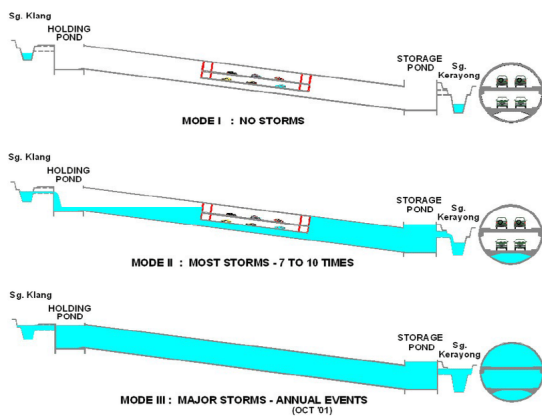 Sg. Klang
HOLDING
POND
STORAGE
POND
Sg.
Kerayong
MODE I : NO STORMS
Sg. Klang
HOLDING
POND
STORAGE
POND
Sg.
Kerayong
MODE II : MOST STORMS - 7 TO 10 TIMES
Sg. Klang
HOLDING
POND
STORAGE
POND
Sg.
Kerayong
MODE III : MAJOR STORMS - ANNUAL EVENTS
(OCT '01)